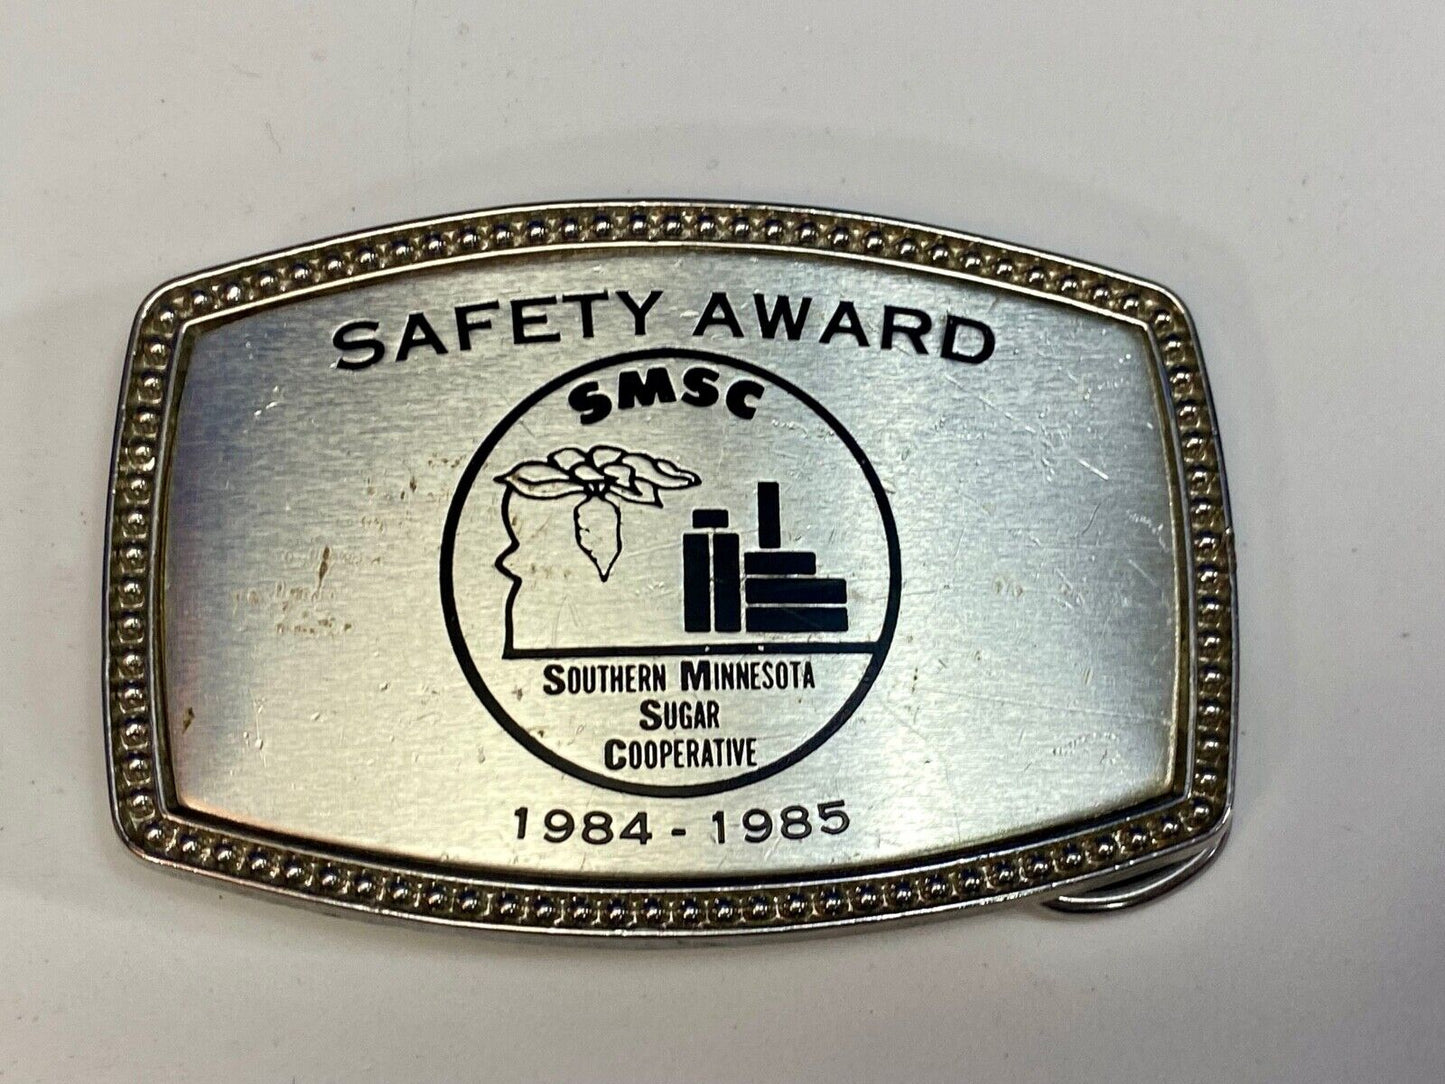 SAFETY AWARD
SMSC
SOUTHERN MINNESOTA
SUGAR
COOPERATIVE
1984 - 1985